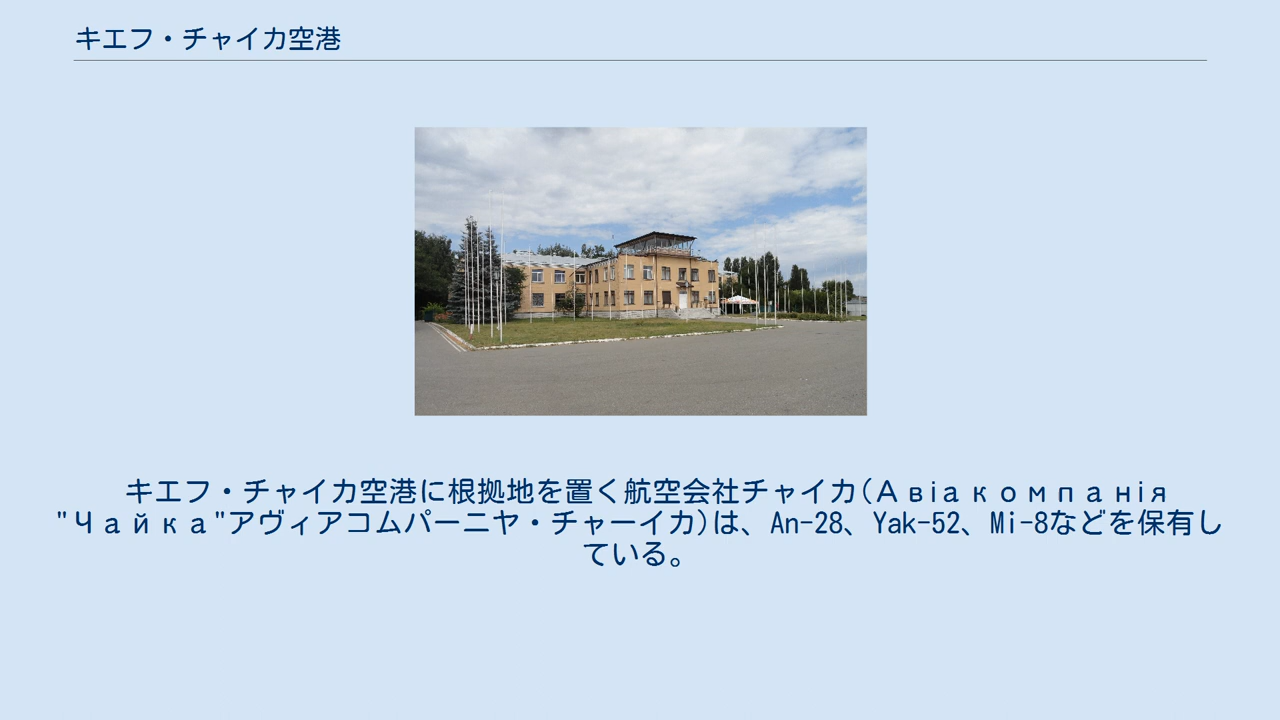 キエフ・チャイカ空港
キエフ・チャイカ空港に根拠地を置く航空会社チャイカ(Авіакомпанія
"Чайка"アヴィアコムパーニヤ・チャーイカ)は、An-28、Yak-52、Mi-8などを保有し
ている。